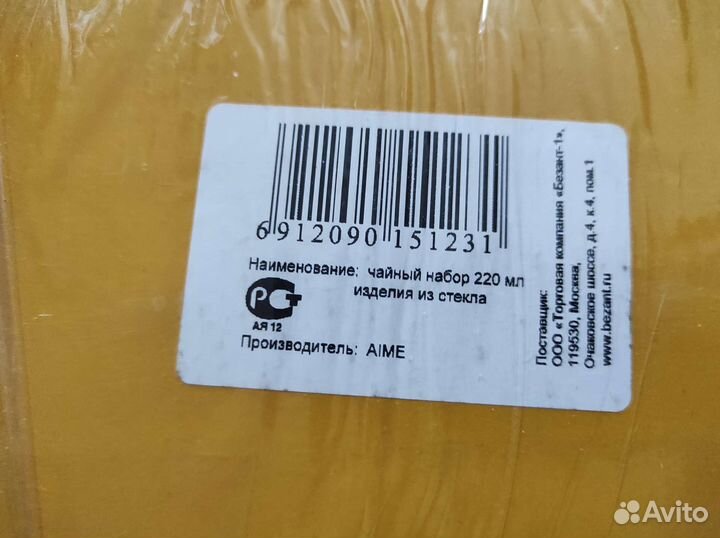 6 912090 151231
Наименование: чайный набор 220 мл
изделия из стекла
РСТ
АЯ 12
Производитель: AIME
Поставщик:
ООО «Торговая компания «Безант-1»,
119530, Москва,
Очаковское шоссе, д.4, к.4, пом.1
www.bezant.ru
Avito